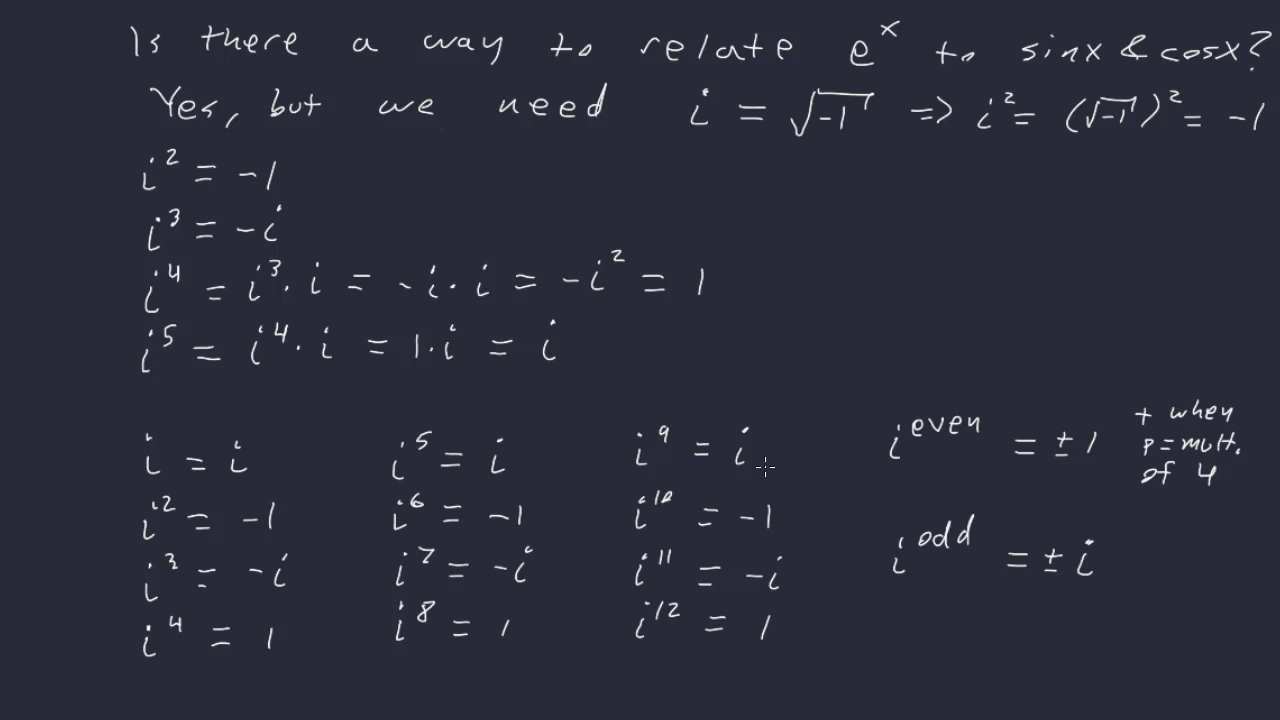 Is there a way to relate e^x to sinx & cosx?
Yes, but we need i = √-1 => i² = (√-1)² = -1
i² = -1
i³ = -i
i⁴ = i³ · i = -i · i = -i² = 1
i⁵ = i⁴ · i = 1 · i = i
i = i
i² = -1
i³ = -i
i⁴ = 1
i⁵ = i
i⁶ = -1
i⁷ = -i
i⁸ = 1
i⁹ = i
i¹⁰ = -1
i¹¹ = -i
i¹² = 1
i^even = ±1
+ when
p = mult.
of 4
i^odd = ±i